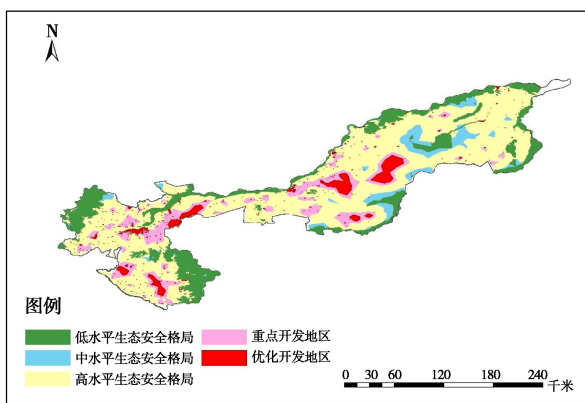 N
图例
低水平生态安全格局
中水平生态安全格局
高水平生态安全格局
重点开发地区
优化开发地区
0 30 60 120 180 240
千米